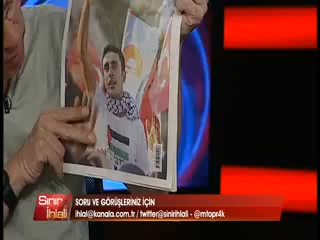 Sınır
İhlali
SORU VE GÖRÜŞLERİNİZ İÇİN
ihlal@kanala.com.tr / twitter@sinirihlali - @mtopr4k